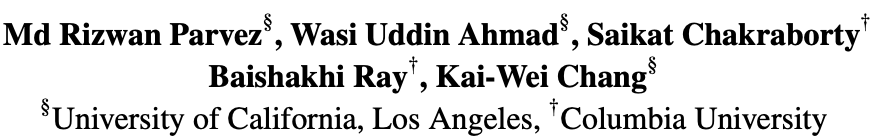 Md Rizwan Parvez§, Wasi Uddin Ahmad§, Saikat Chakraborty†
Baishakhi Ray†, Kai-Wei Chang§
§University of California, Los Angeles, †Columbia University